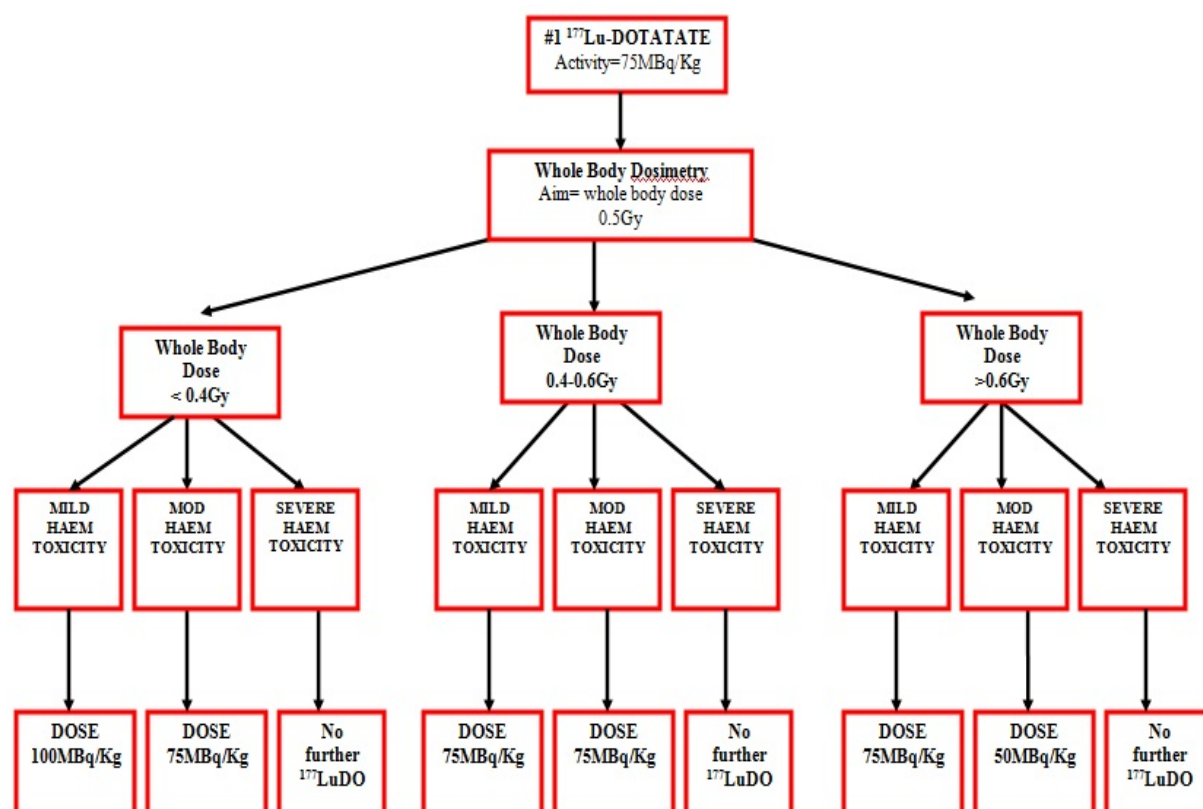 #1 ¹⁷⁷Lu-DOTATATE
Activity=75MBq/Kg
Whole Body Dosimetry
Aim= whole body dose
0.5Gy
Whole Body
Dose
< 0.4Gy
Whole Body
Dose
0.4-0.6Gy
Whole Body
Dose
>0.6Gy
MILD
HAEM
TOXICITY
MOD
HAEM
TOXICITY
SEVERE
HAEM
TOXICITY
MILD
HAEM
TOXICITY
MOD
HAEM
TOXICITY
SEVERE
HAEM
TOXICITY
MILD
HAEM
TOXICITY
MOD
HAEM
TOXICITY
SEVERE
HAEM
TOXICITY
DOSE
100MBq/Kg
DOSE
75MBq/Kg
No
further
¹⁷⁷LuDO
DOSE
75MBq/Kg
DOSE
75MBq/Kg
No
further
¹⁷⁷LuDO
DOSE
75MBq/Kg
DOSE
50MBq/Kg
No
further
¹⁷⁷LuDO